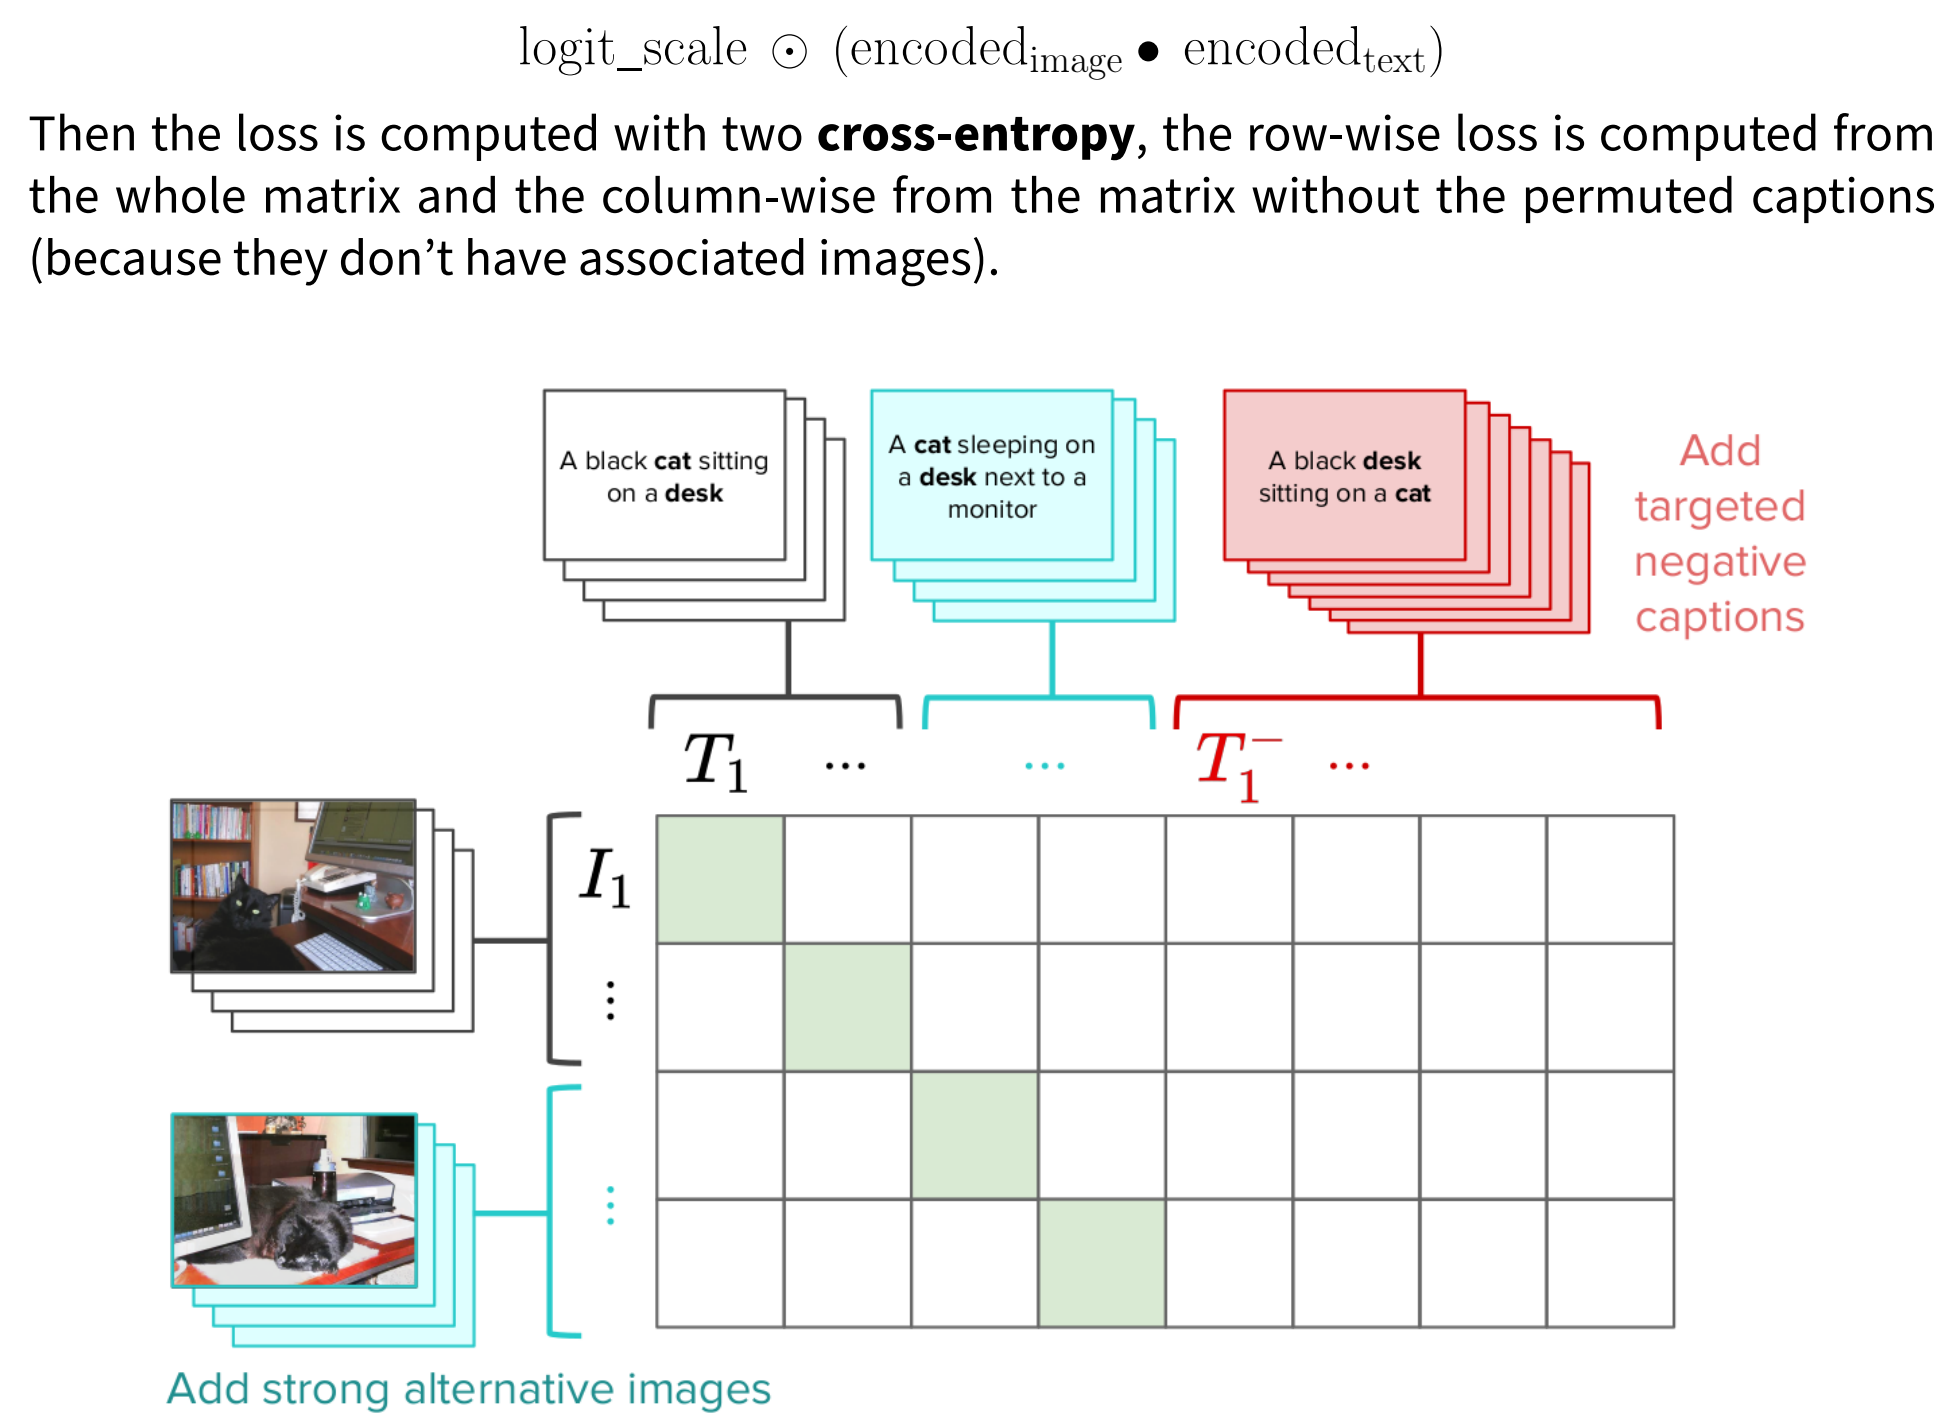 logit_scale ⊙ (encoded_image • encoded_text)
Then the loss is computed with two cross-entropy, the row-wise loss is computed from
the whole matrix and the column-wise from the matrix without the permuted captions
(because they don’t have associated images).
A black cat sitting
on a desk
A cat sleeping on
a desk next to a
monitor
A black desk
sitting on a cat
Add
targeted
negative
captions
T₁ ... ... T₁⁻ ...
I₁
⋮
⋮
Add strong alternative images